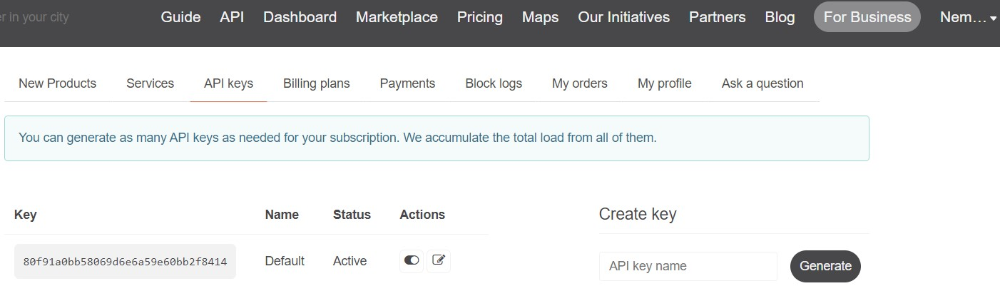 er in your city Guide API Dashboard Marketplace Pricing Maps Our Initiatives Partners Blog For Business Nem...
New Products Services API keys Billing plans Payments Block logs My orders My profile Ask a question
You can generate as many API keys as needed for your subscription. We accumulate the total load from all of them.
Key Name Status Actions
80f91a0bb58069d6e6a59e60bb2f8414 Default Active
Create key
API key name Generate